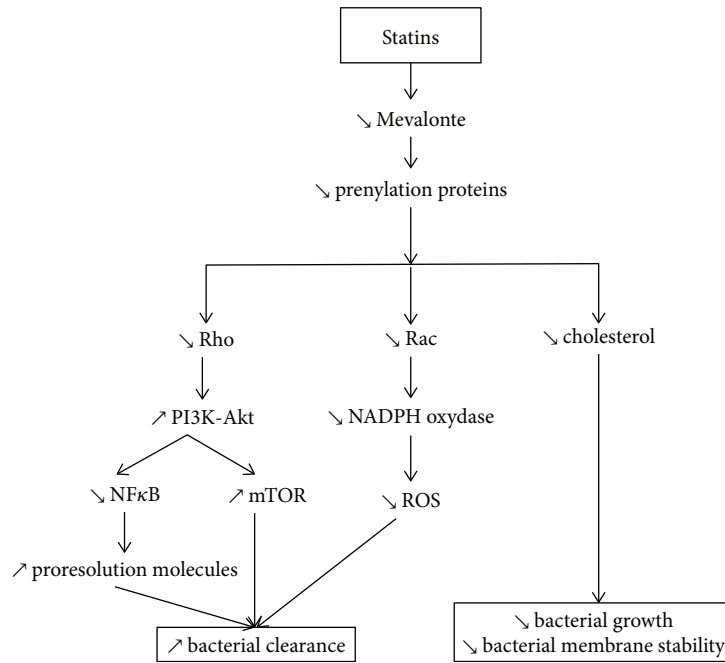 Statins
↘ Mevalonte
↘ prenylation proteins
↘ Rho
↘ Rac
↘ cholesterol
↗ PI3K-Akt
↘ NADPH oxydase
↘ NFκB
↗ mTOR
↘ ROS
↗ proresolution molecules
↗ bacterial clearance
↘ bacterial growth
↘ bacterial membrane stability